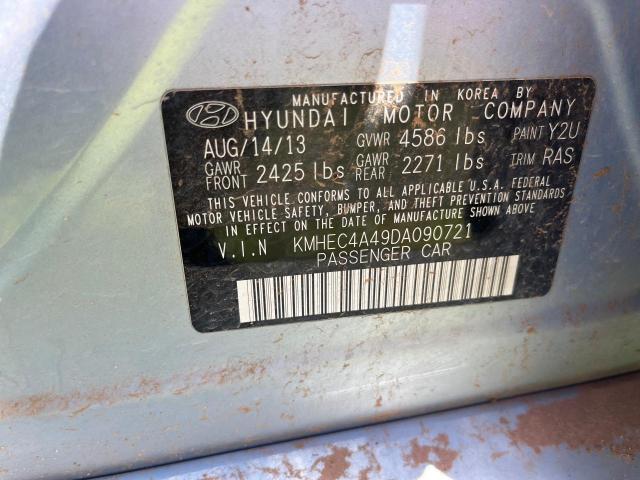 MANUFACTURED IN KOREA BY
HYUNDAI MOTOR COMPANY
AUG/14/13 GVWR 4586 lbs PAINT Y2U
GAWR FRONT 2425 lbs GAWR REAR 2271 lbs TRIM RAS
THIS VEHICLE CONFORMS TO ALL APPLICABLE U.S.A. FEDERAL
MOTOR VEHICLE SAFETY, BUMPER, AND THEFT PREVENTION STANDARDS
IN EFFECT ON THE DATE OF MANUFACTURE SHOWN ABOVE.
V.I.N KMHEC4A49DA090721
PASSENGER CAR